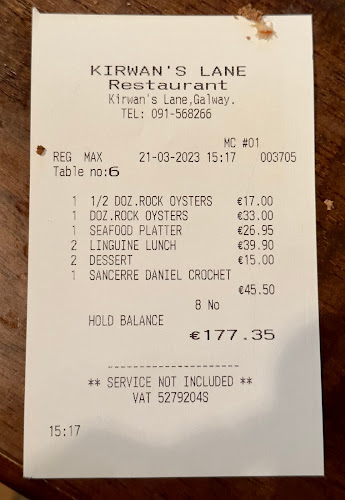 KIRWAN'S LANE
Restaurant
Kirwan's Lane,Galway.
TEL: 091-568266
MC #01
REG MAX 21-03-2023 15:17 003705
Table no:6
1 1/2 DOZ.ROCK OYSTERS €17.00
1 DOZ.ROCK OYSTERS €33.00
1 SEAFOOD PLATTER €26.95
2 LINGUINE LUNCH €39.90
2 DESSERT €15.00
1 SANCERRE DANIEL CROCHET
€45.50
8 No
HOLD BALANCE
€177.35
----------------------
** SERVICE NOT INCLUDED **
VAT 5279204S
15:17